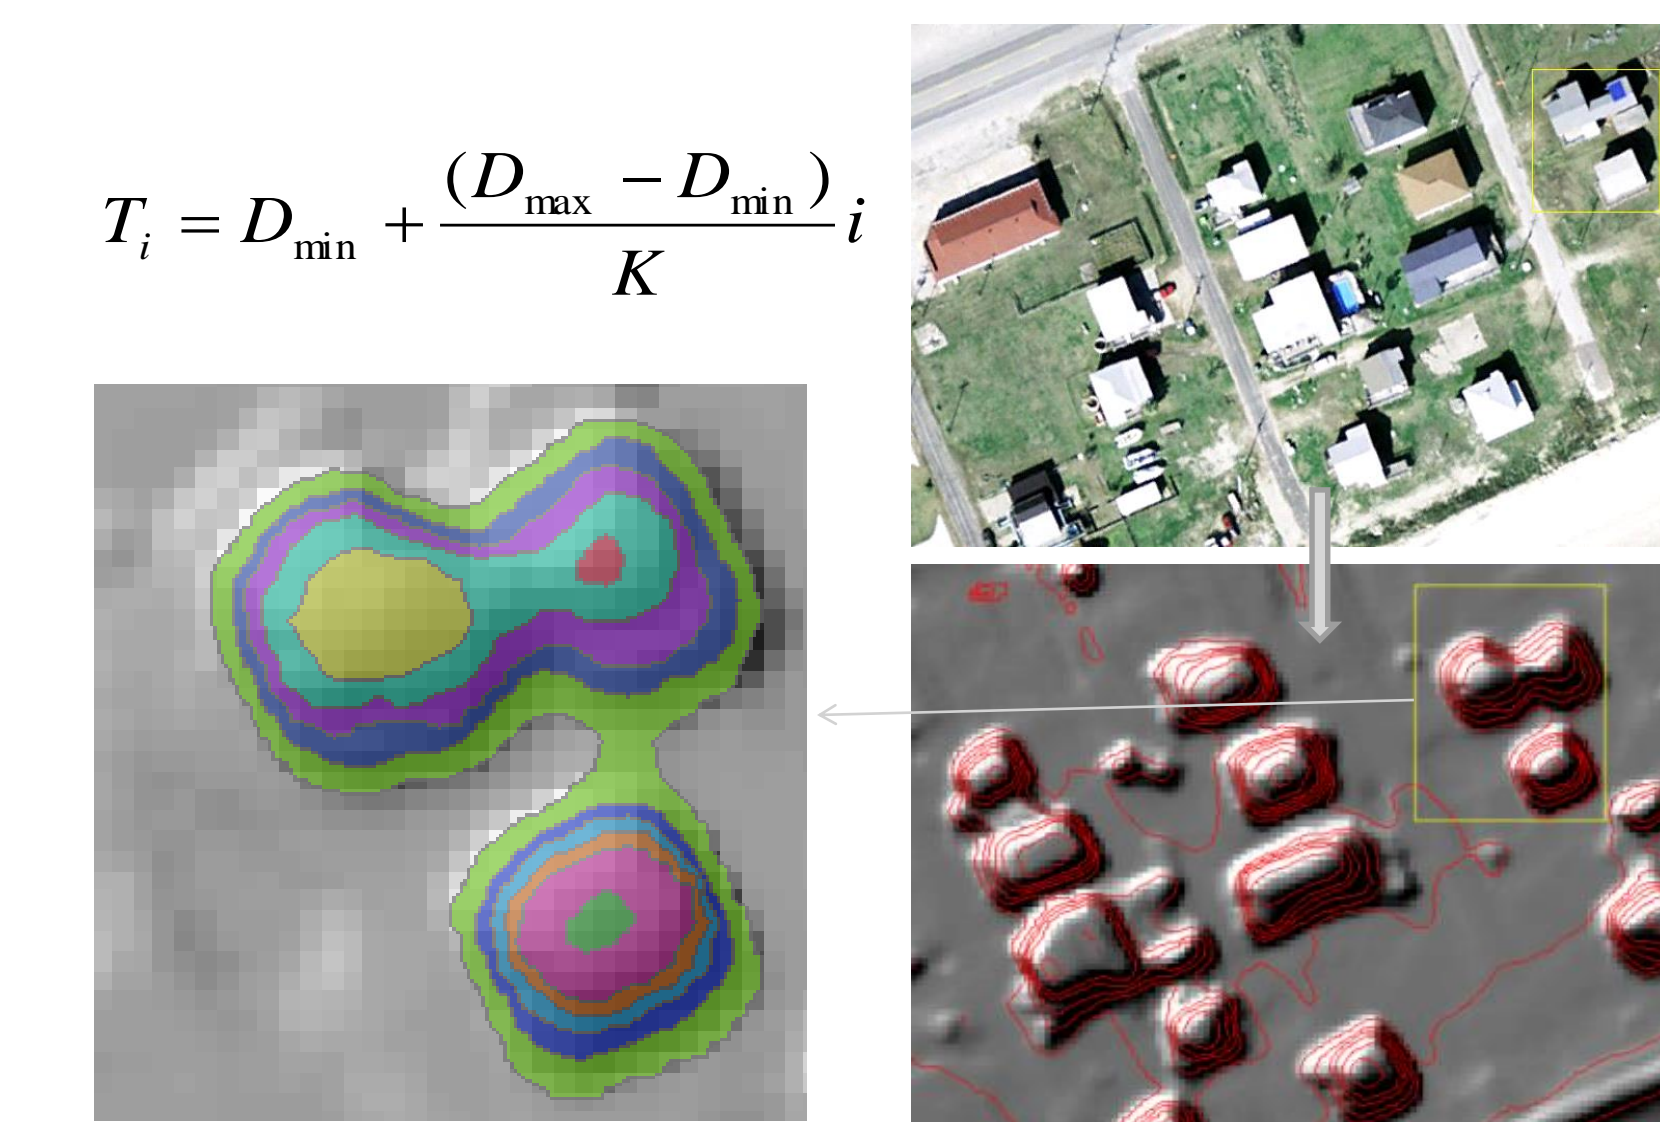 T_i = D_min + (D_max − D_min) / K i